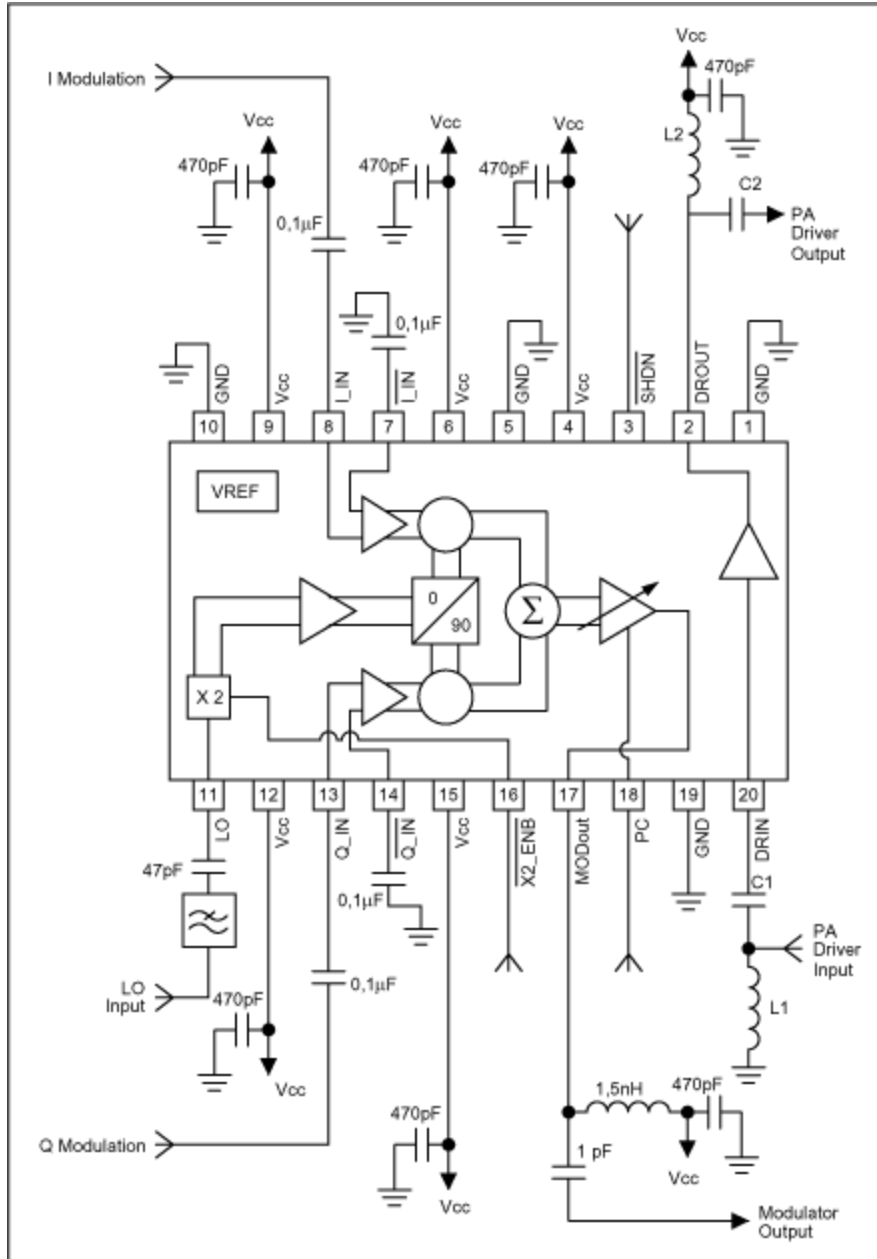 Vcc
470pF
I Modulation
Vcc
Vcc
Vcc
L2
470pF
470pF
470pF
C2
PA
Driver
Output
0,1µF
0,1µF
GND
Vcc
I_IN
I_IN
Vcc
GND
Vcc
SHDN
DROUT
GND
10
9
8
7
6
5
4
3
2
1
VREF
0
90
Σ
X 2
11
12
13
14
15
16
17
18
19
20
LO
Vcc
Q_IN
Q_IN
Vcc
X2_ENB
MODout
PC
GND
DRIN
47pF
0,1µF
C1
PA
Driver
Input
LO
Input
470pF
0,1µF
L1
Vcc
1,5nH
470pF
470pF
Q Modulation
1 pF
Vcc
Vcc
Modulator
Output